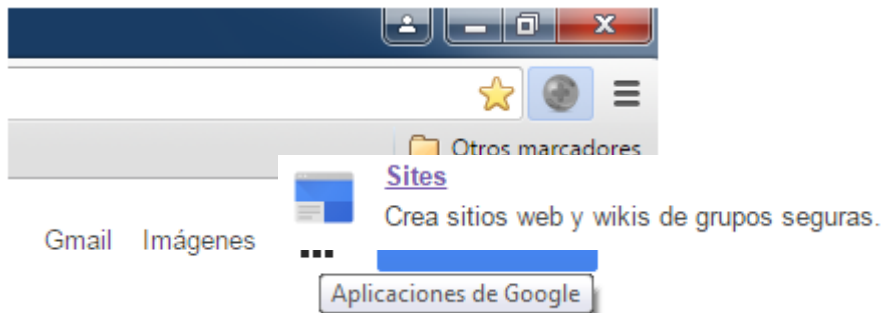 Otros marcadores
Sites
Crea sitios web y wikis de grupos seguras.
Gmail Imágenes
Aplicaciones de Google